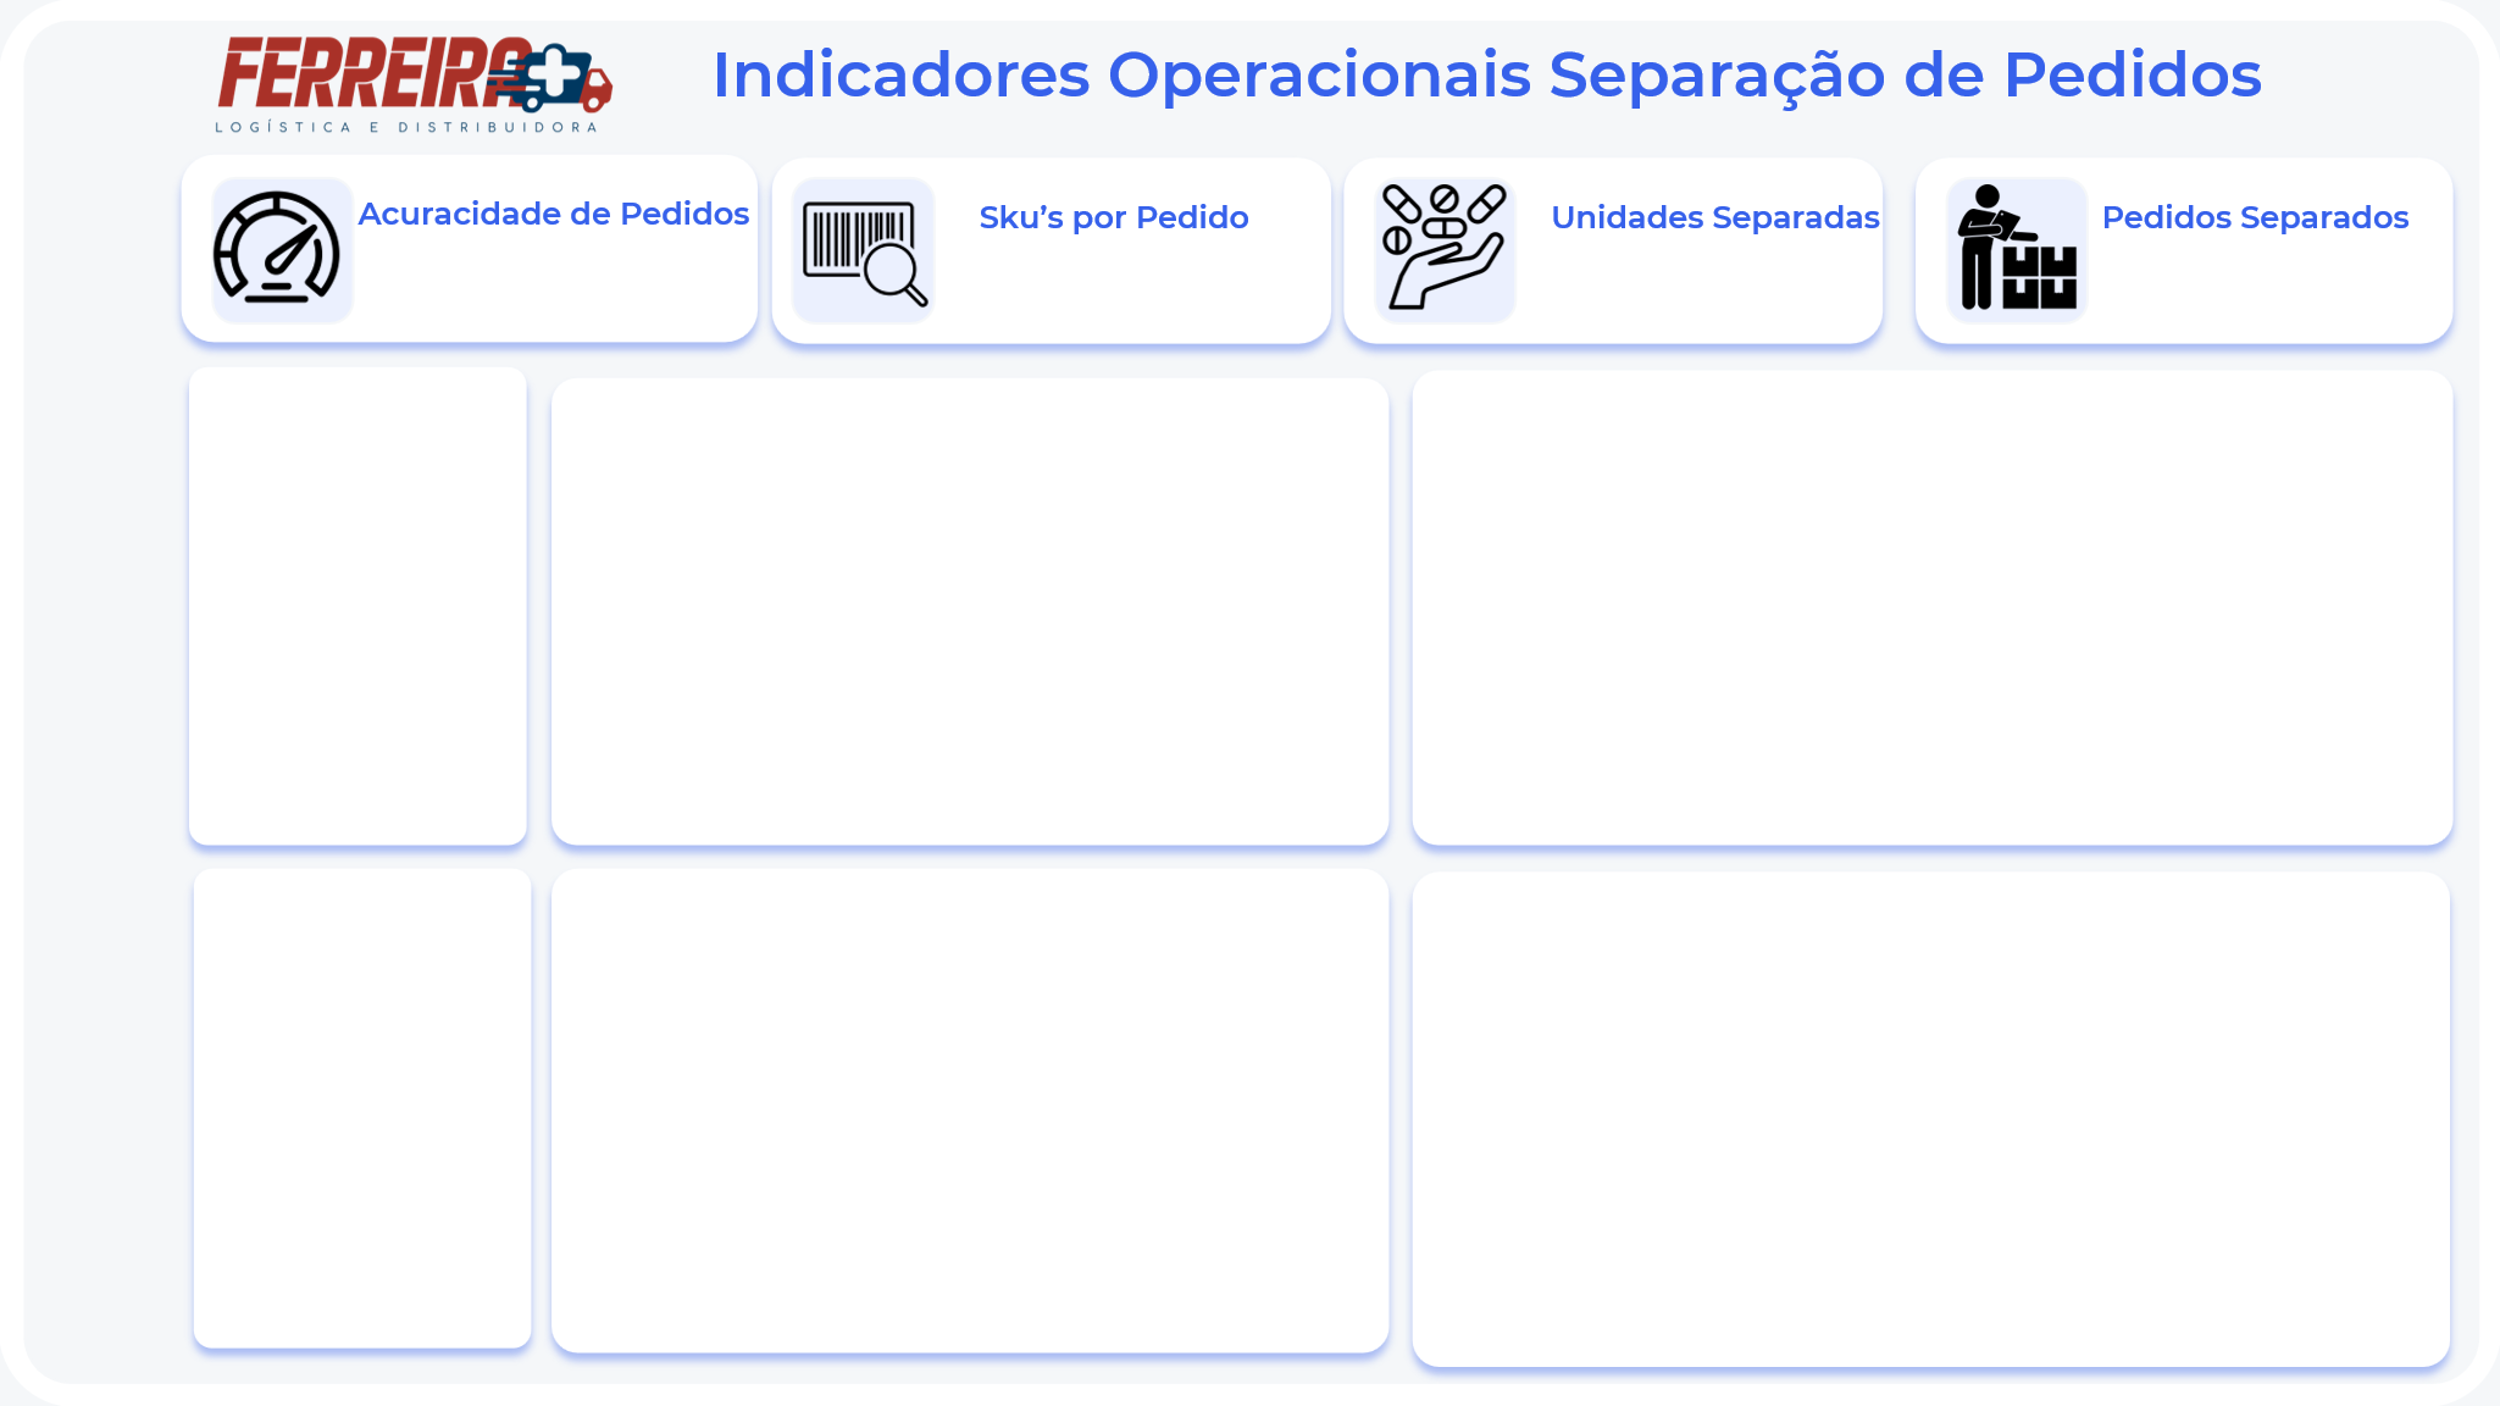 FERREIRA
LOGÍSTICA E DISTRIBUIDORA
Indicadores Operacionais Separação de Pedidos
Acuracidade de Pedidos
Sku’s por Pedido
Unidades Separadas
Pedidos Separados